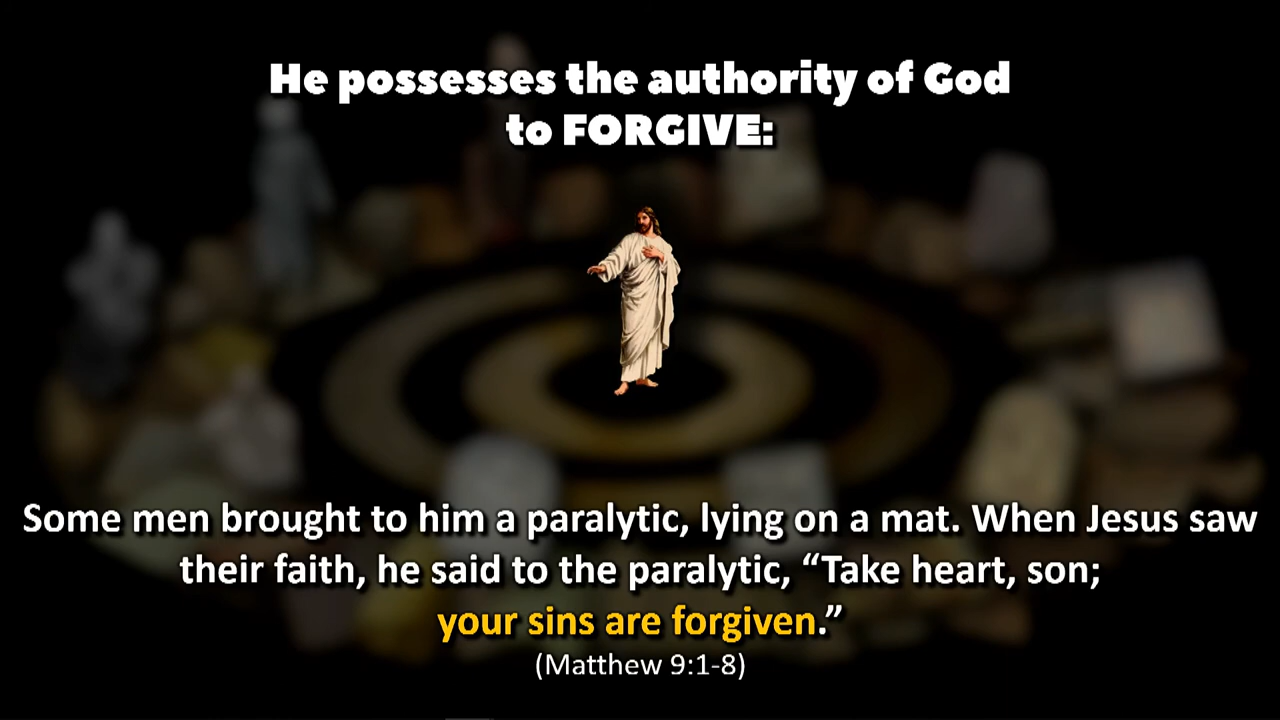 He possesses the authority of God
to FORGIVE:
Some men brought to him a paralytic, lying on a mat. When Jesus saw
their faith, he said to the paralytic, “Take heart, son;
your sins are forgiven.”
(Matthew 9:1-8)